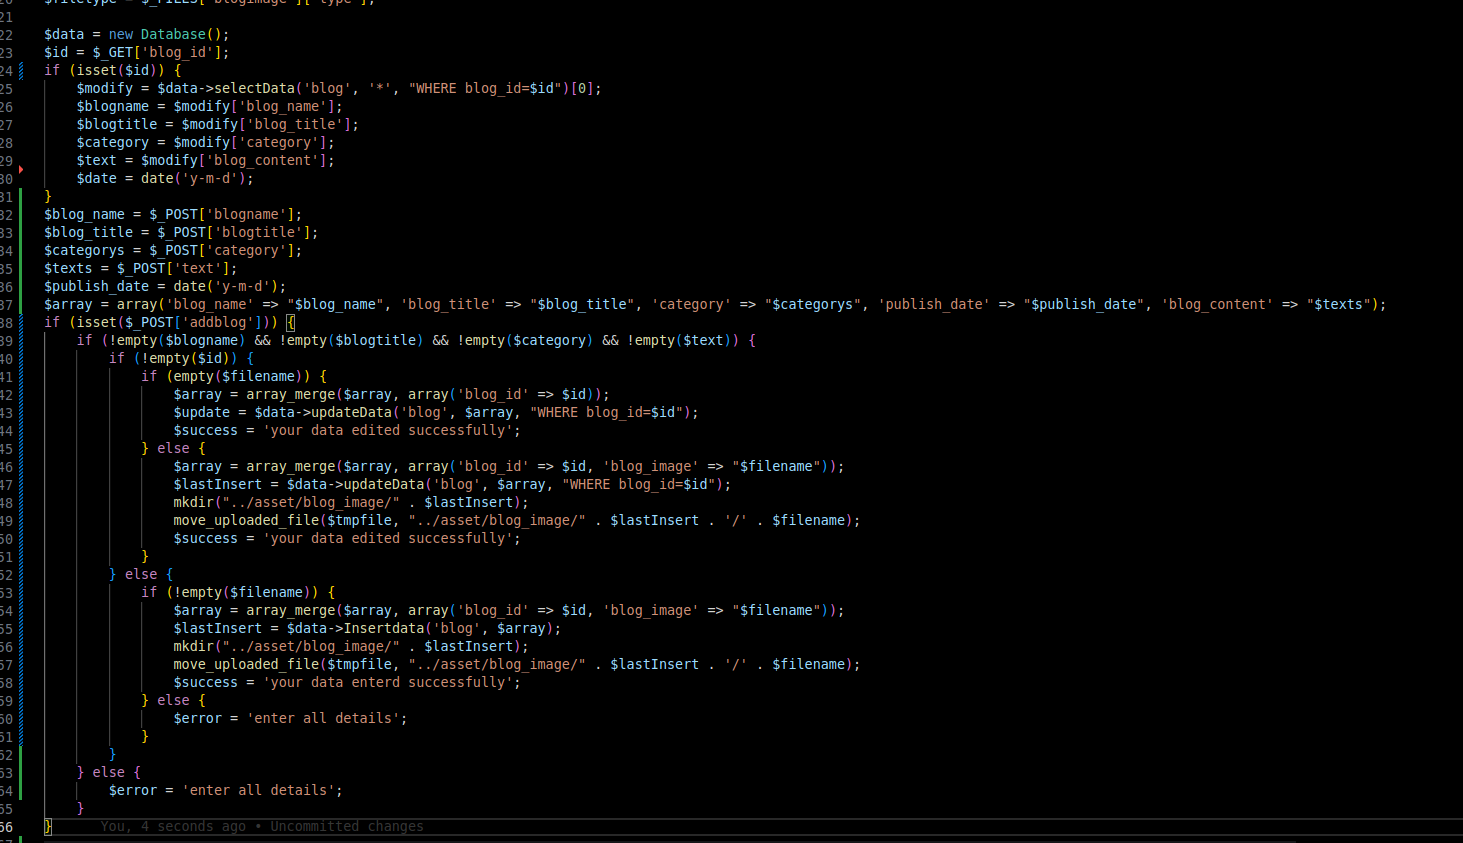 20 $filetype = $_FILES['blogimage']['type'];
21
22 $data = new Database();
23 $id = $_GET['blog_id'];
24 if (isset($id)) {
25     $modify = $data->selectData('blog', '*', "WHERE blog_id=$id")[0];
26     $blogname = $modify['blog_name'];
27     $blogtitle = $modify['blog_title'];
28     $category = $modify['category'];
29     $text = $modify['blog_content'];
30     $date = date('y-m-d');
31 }
32 $blog_name = $_POST['blogname'];
33 $blog_title = $_POST['blogtitle'];
34 $categorys = $_POST['category'];
35 $texts = $_POST['text'];
36 $publish_date = date('y-m-d');
37 $array = array('blog_name' => "$blog_name", 'blog_title' => "$blog_title", 'category' => "$categorys", 'publish_date' => "$publish_date", 'blog_content' => "$texts");
38 if (isset($_POST['addblog'])) {
39     if (!empty($blogname) && !empty($blogtitle) && !empty($category) && !empty($text)) {
40         if (!empty($id)) {
41             if (empty($filename)) {
42                 $array = array_merge($array, array('blog_id' => $id));
43                 $update = $data->updateData('blog', $array, "WHERE blog_id=$id");
44                 $success = 'your data edited successfully';
45             } else {
46                 $array = array_merge($array, array('blog_id' => $id, 'blog_image' => "$filename"));
47                 $lastInsert = $data->updateData('blog', $array, "WHERE blog_id=$id");
48                 mkdir("../asset/blog_image/" . $lastInsert);
49                 move_uploaded_file($tmpfile, "../asset/blog_image/" . $lastInsert . '/' . $filename);
50                 $success = 'your data edited successfully';
51             }
52         } else {
53             if (!empty($filename)) {
54                 $array = array_merge($array, array('blog_id' => $id, 'blog_image' => "$filename"));
55                 $lastInsert = $data->Insertdata('blog', $array);
56                 mkdir("../asset/blog_image/" . $lastInsert);
57                 move_uploaded_file($tmpfile, "../asset/blog_image/" . $lastInsert . '/' . $filename);
58                 $success = 'your data enterd successfully';
59             } else {
60                 $error = 'enter all details';
61             }
62         }
63     } else {
64         $error = 'enter all details';
65     }
66 }     You, 4 seconds ago • Uncommitted changes